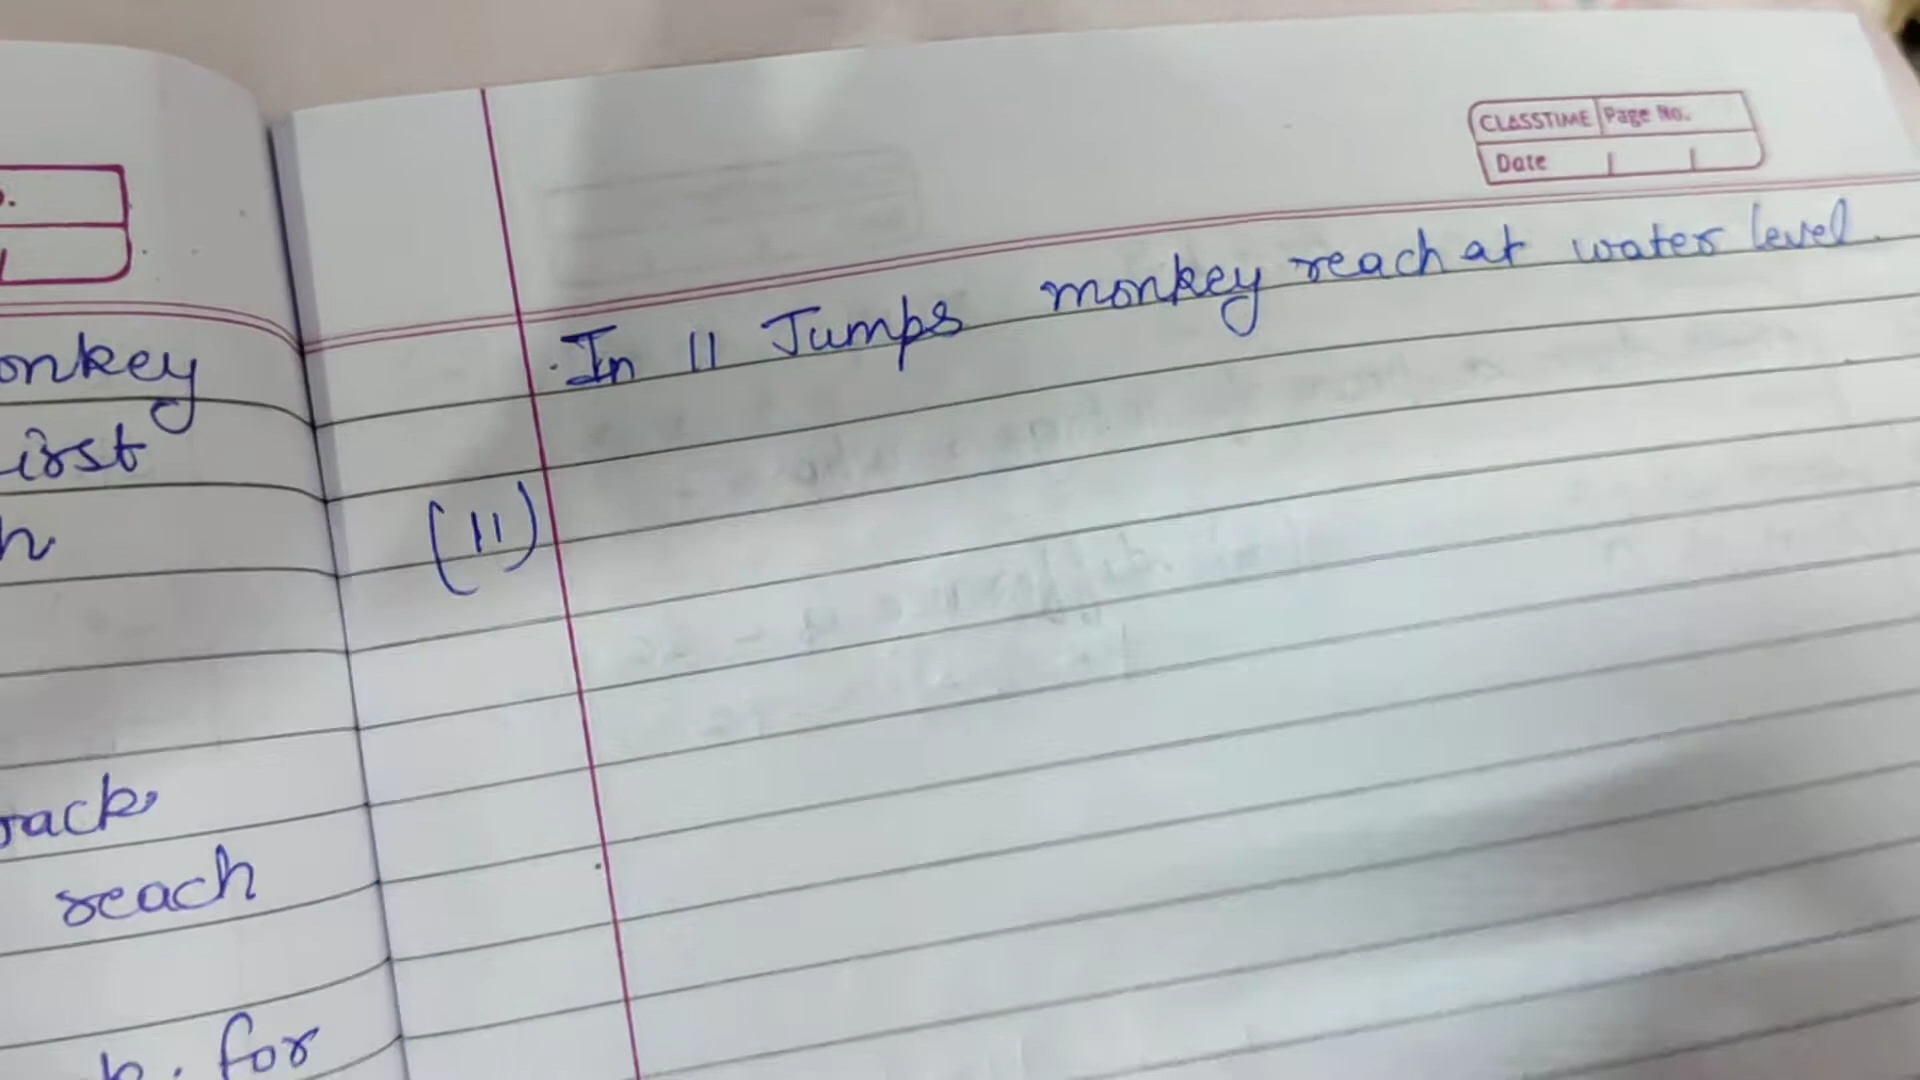 onkey
irst
h
rack
reach
h. for
CLASSTIME Page No.
Date
In 11 Jumps monkey reach at water level.
(11)